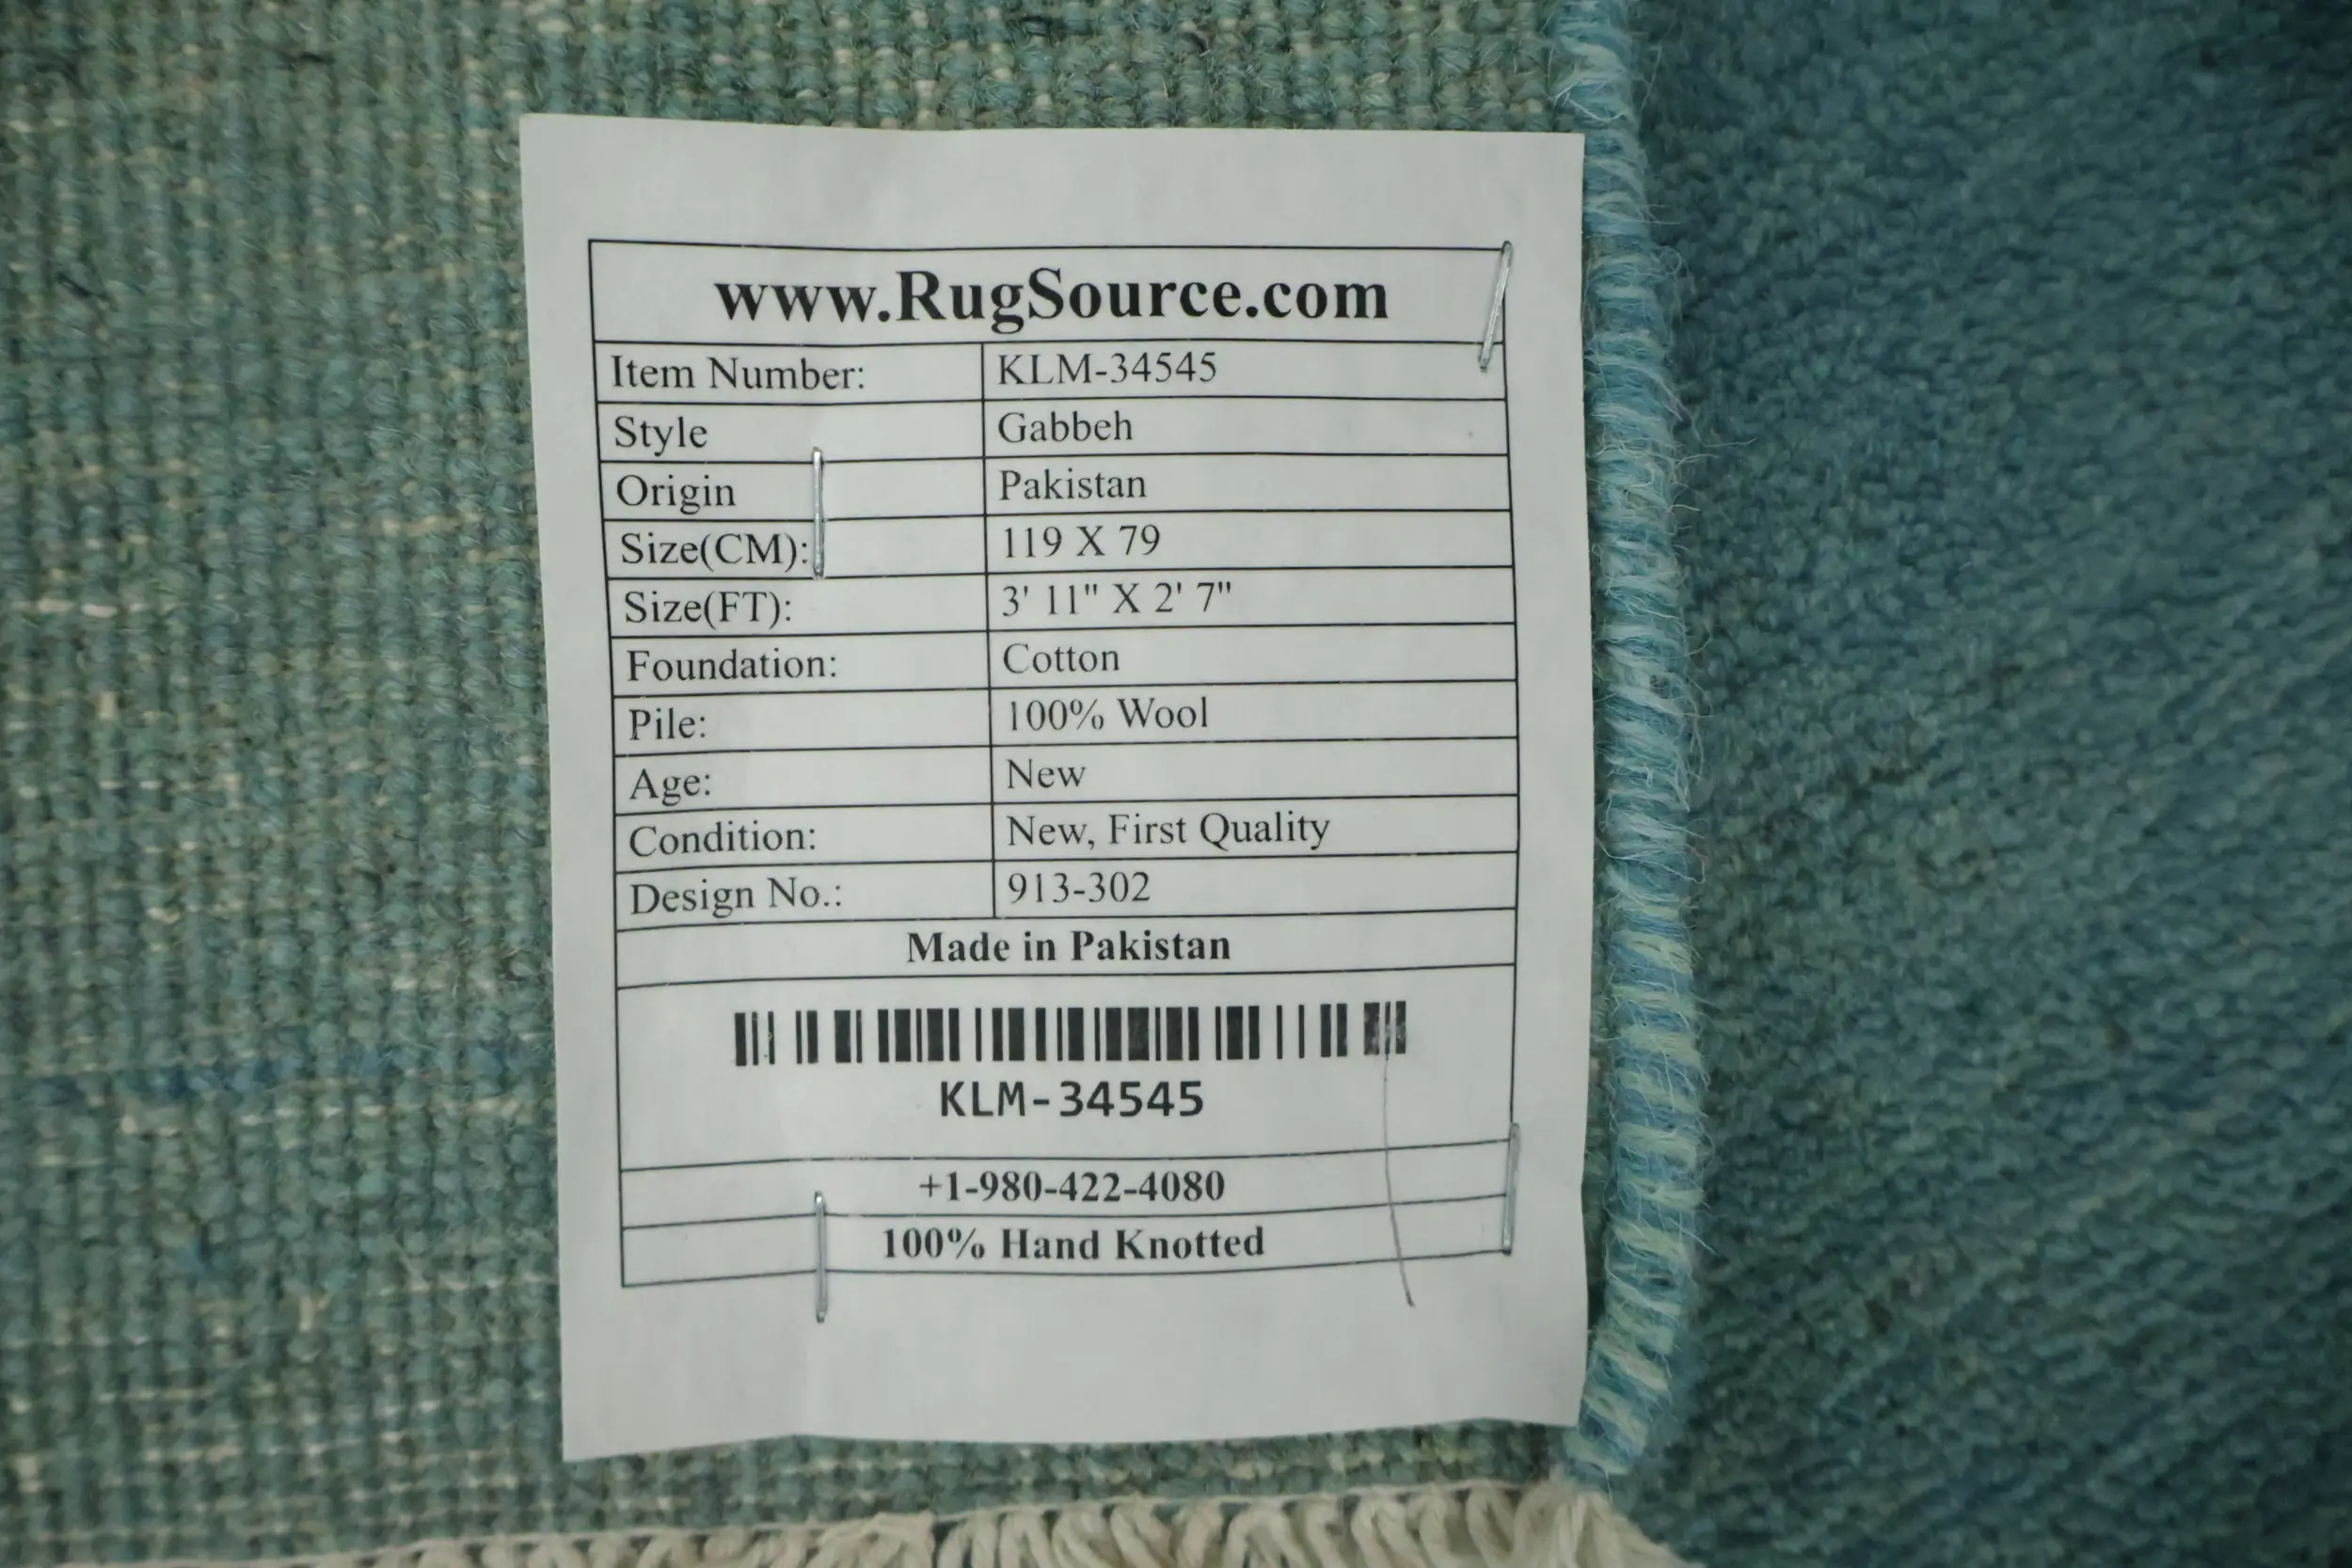 www.RugSource.com
Item Number: KLM-34545
Style Gabbeh
Origin Pakistan
Size(CM): 119 X 79
Size(FT): 3' 11" X 2' 7"
Foundation: Cotton
Pile: 100% Wool
Age: New
Condition: New, First Quality
Design No.: 913-302
Made in Pakistan
KLM-34545
+1-980-422-4080
100% Hand Knotted